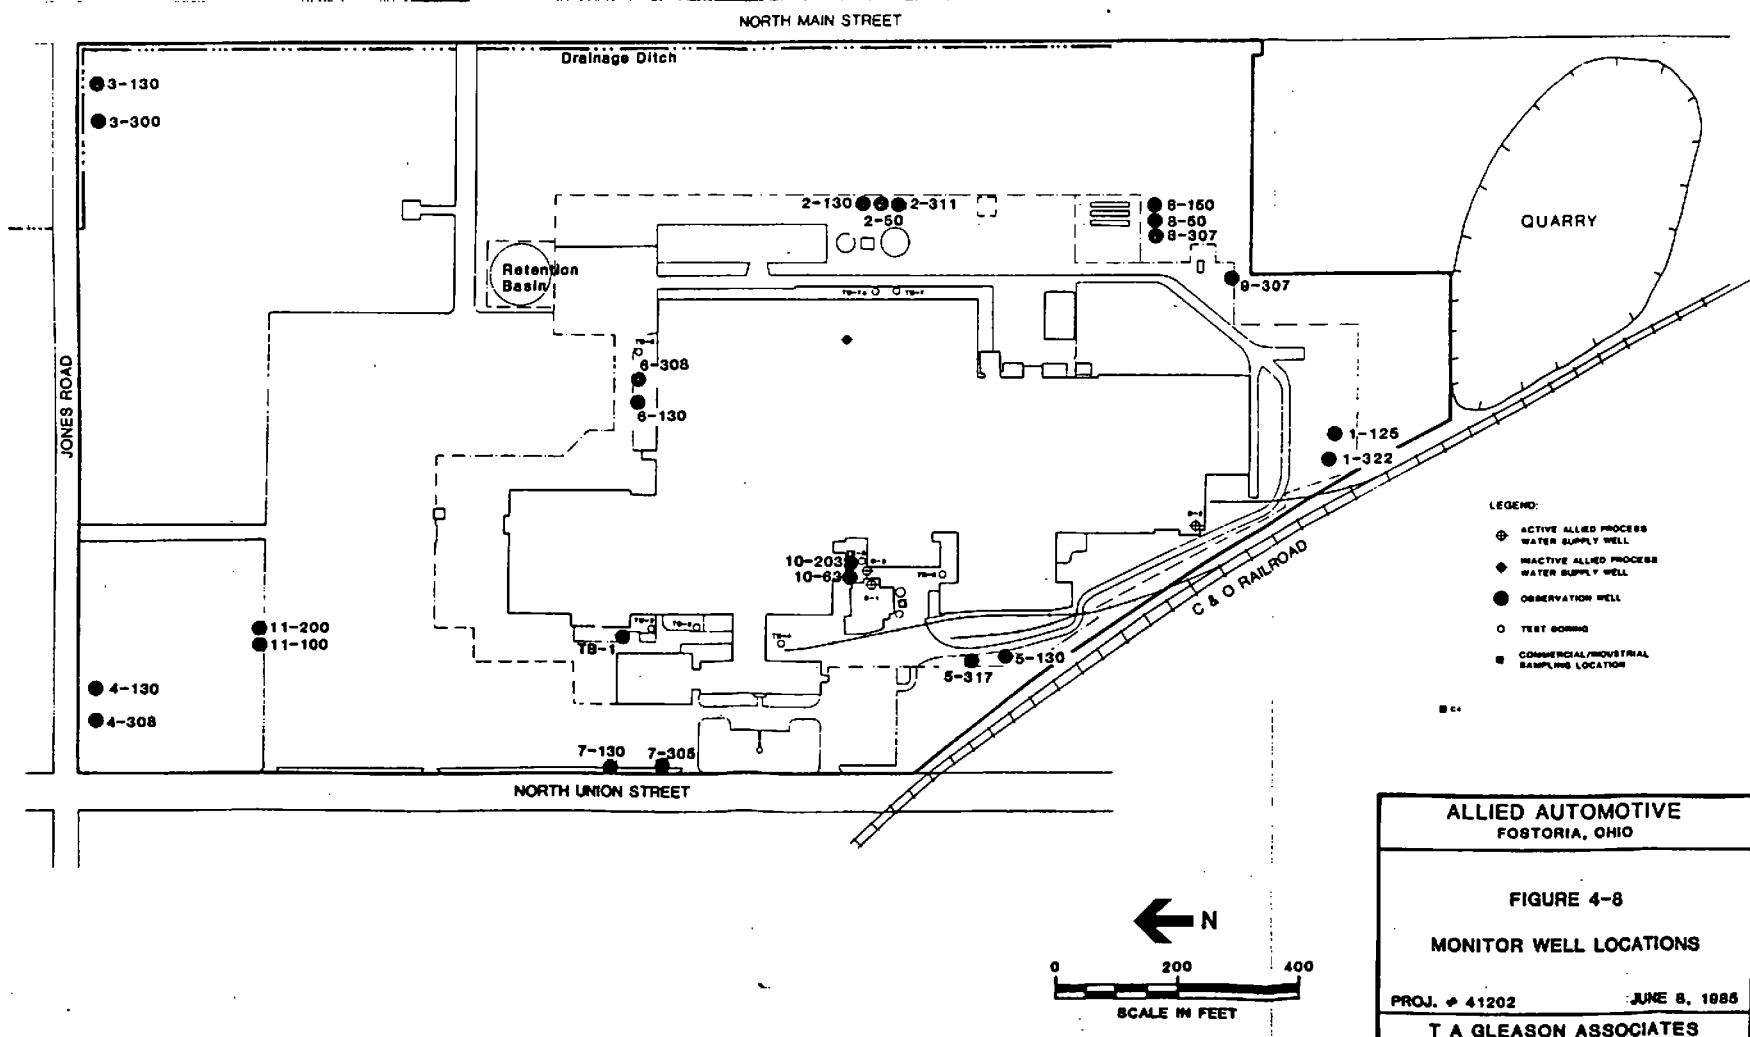 NORTH MAIN STREET
Drainage Ditch
3-130
3-300
2-130
2-50
2-311
8-150
8-50
8-307
QUARRY
Retention
Basin
9-307
TB-7
6-308
6-130
JONES ROAD
1-125
1-322
LEGEND:
ACTIVE ALLIED PROCESS
WATER SUPPLY WELL
INACTIVE ALLIED PROCESS
WATER SUPPLY WELL
OBSERVATION WELL
TEST BORING
COMMERCIAL/INDUSTRIAL
SAMPLING LOCATION
10-203
10-63
C & O RAILROAD
11-200
11-100
TB-1
5-130
5-317
4-130
4-308
7-130
7-305
NORTH UNION STREET
N
0 200 400
SCALE IN FEET
ALLIED AUTOMOTIVE
FOSTORIA, OHIO
FIGURE 4-8
MONITOR WELL LOCATIONS
PROJ. # 41202 JUNE 8, 1985
T A GLEASON ASSOCIATES